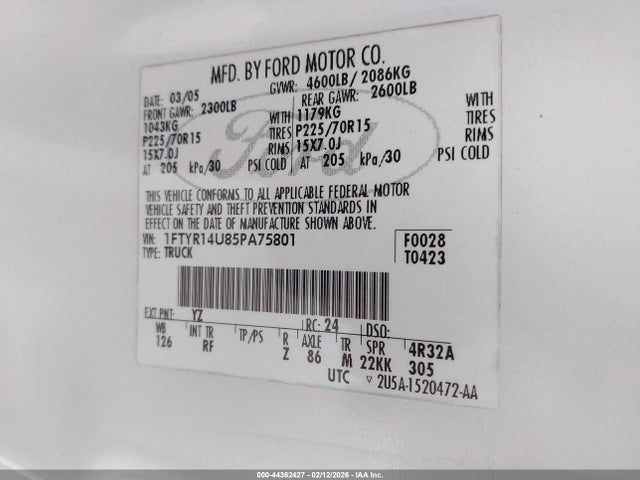 MFD. BY FORD MOTOR CO.
DATE: 03/05 GVWR: 4600LB/ 2086KG
FRONT GAWR: 2300LB REAR GAWR: 2600LB
1043KG WITH 1179KG WITH
P225/70R15 TIRES P225/70R15 TIRES
15X7.0J RIMS 15X7.0J RIMS
AT 205 kPa/30 PSI COLD AT 205 kPa/30 PSI COLD
THIS VEHICLE CONFORMS TO ALL APPLICABLE FEDERAL MOTOR
VEHICLE SAFETY AND THEFT PREVENTION STANDARDS IN
EFFECT ON THE DATE OF MANUFACTURE SHOWN ABOVE.
VIN: 1FTYR14U85PA75801 F0028
TYPE: TRUCK T0423
Ford
EXT PNT: YZ RC: 24 DSO:
WB INT TR TP/PS R AXLE TR SPR 4R32A
126 RF Z 86 M 22KK 305
UTC ▽ 2U5A-1520472-AA
000-44362427 - 02/12/2026 - IAA Inc.